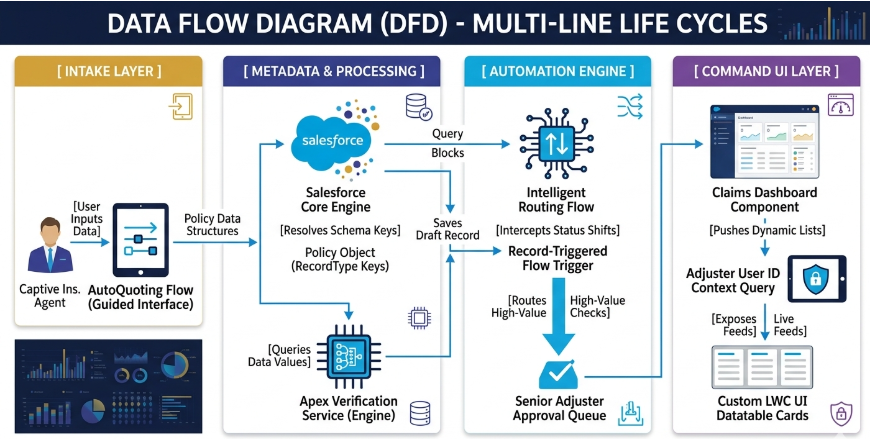 DATA FLOW DIAGRAM (DFD) - MULTI-LINE LIFE CYCLES
[ INTAKE LAYER ]
[User
Inputs
Data]
Policy Data
Structures
Captive Ins.
Agent
AutoQuoting Flow
(Guided Interface)
[ METADATA & PROCESSING ]
salesforce
Salesforce
Core Engine
[Resolves Schema Keys]
Policy Object
(RecordType Keys)
[Queries
Data Values]
Apex Verification
Service (Engine)
Query
Blocks
Saves
Draft Record
[ AUTOMATION ENGINE ]
Intelligent
Routing Flow
[Intercepts Status Shifts]
Record-Triggered
Flow Trigger
[Routes
High-Value
High-Value
Checks]
Senior Adjuster
Approval Queue
[ COMMAND UI LAYER ]
Dashboard
Claims Dashboard
Component
[Pushes Dynamic Lists]
Adjuster User ID
Context Query
[Exposes
Feeds]
Live
Feeds]
Custom LWC UI
Datatable Cards